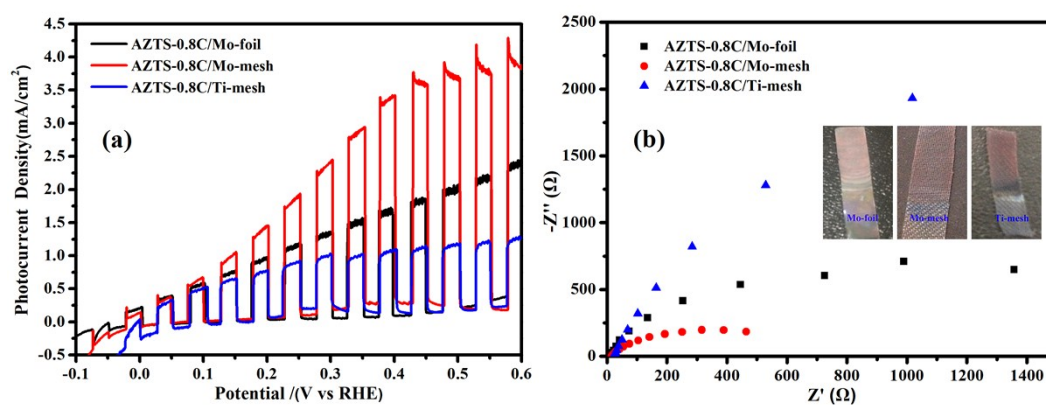 (a)
AZTS-0.8C/Mo-foil
AZTS-0.8C/Mo-mesh
AZTS-0.8C/Ti-mesh
Photocurrent Density(mA/cm²)
4.5
4.0
3.5
3.0
2.5
2.0
1.5
1.0
0.5
0.0
-0.5
-0.1 0.0 0.1 0.2 0.3 0.4 0.5 0.6
Potential /(V vs RHE)
(b)
AZTS-0.8C/Mo-foil
AZTS-0.8C/Mo-mesh
AZTS-0.8C/Ti-mesh
-Z'' (Ω)
2500
2000
1500
1000
500
0
Mo-foil Mo-mesh Ti-mesh
0 200 400 600 800 1000 1200 1400
Z' (Ω)